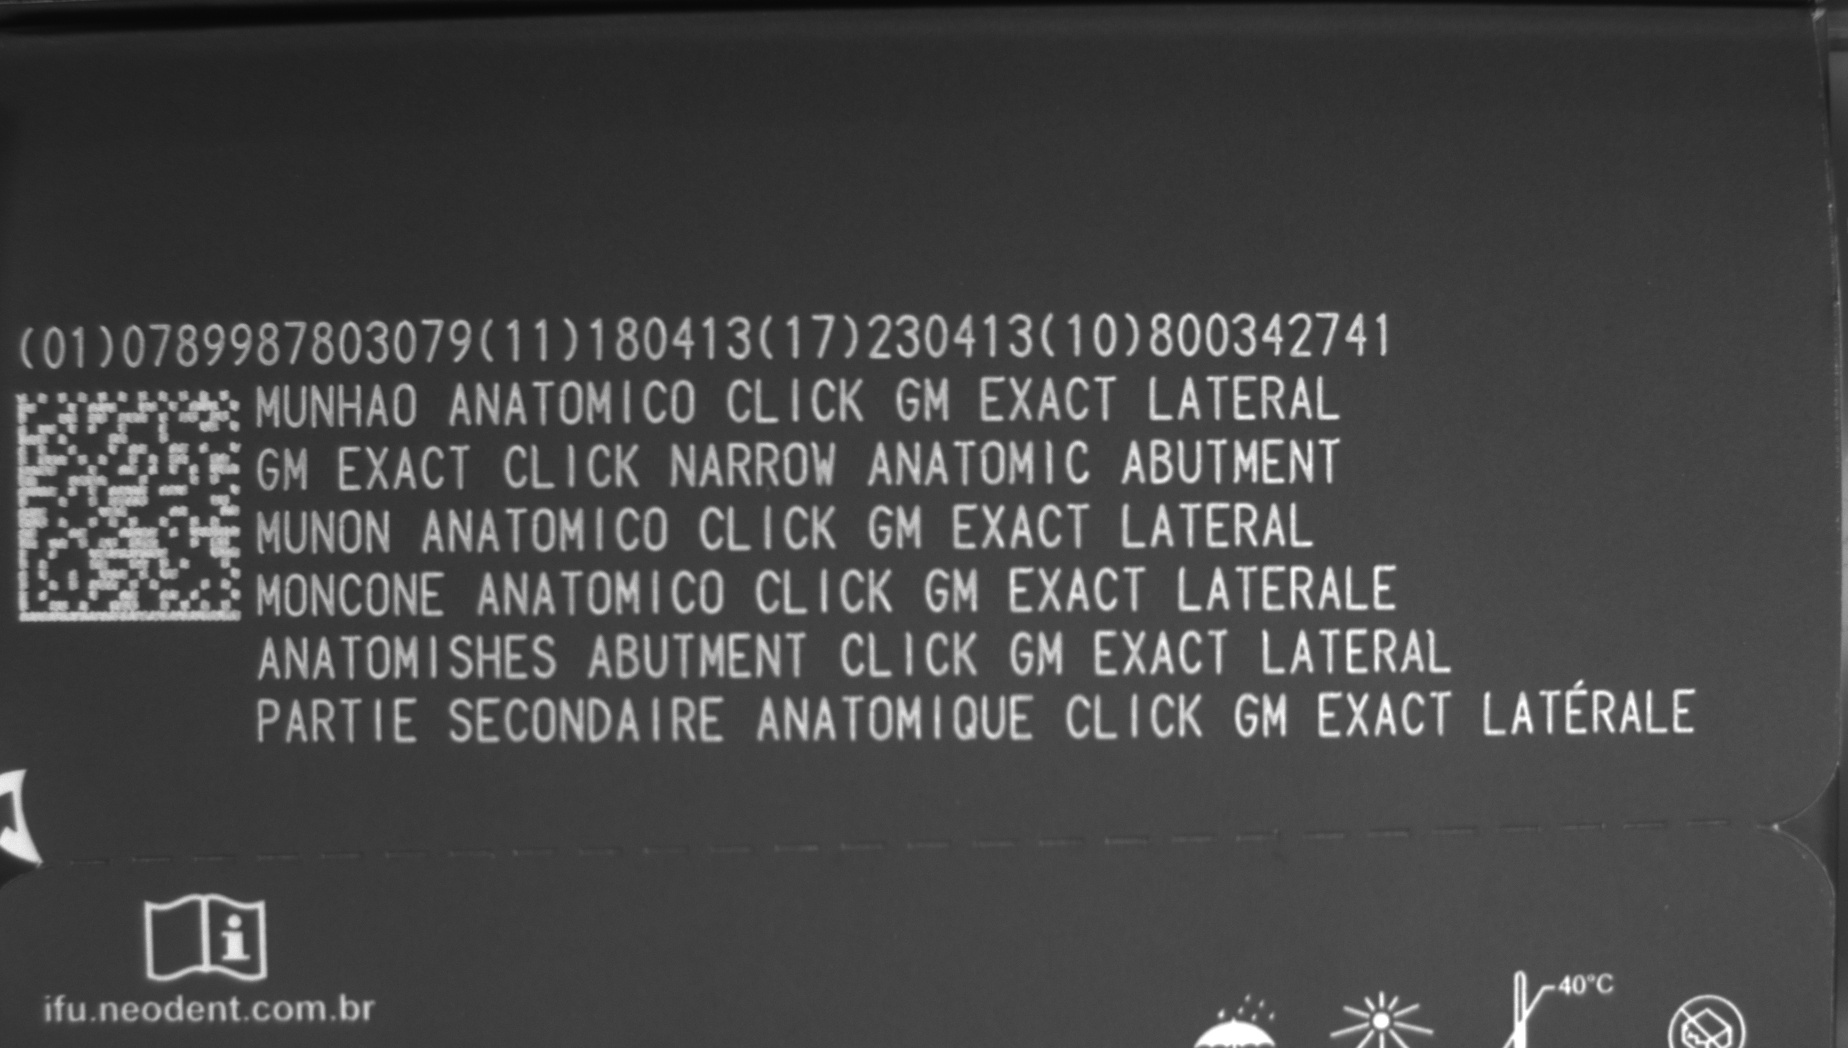 (01)0789987803079(11)180413(17)230413(10)800342741
MUNHAO ANATOMICO CLICK GM EXACT LATERAL
GM EXACT CLICK NARROW ANATOMIC ABUTMENT
MUNON ANATOMICO CLICK GM EXACT LATERAL
MONCONE ANATOMICO CLICK GM EXACT LATERALE
ANATOMISHES ABUTMENT CLICK GM EXACT LATERAL
PARTIE SECONDAIRE ANATOMIQUE CLICK GM EXACT LATÉRALE
ifu.neodent.com.br
40°C